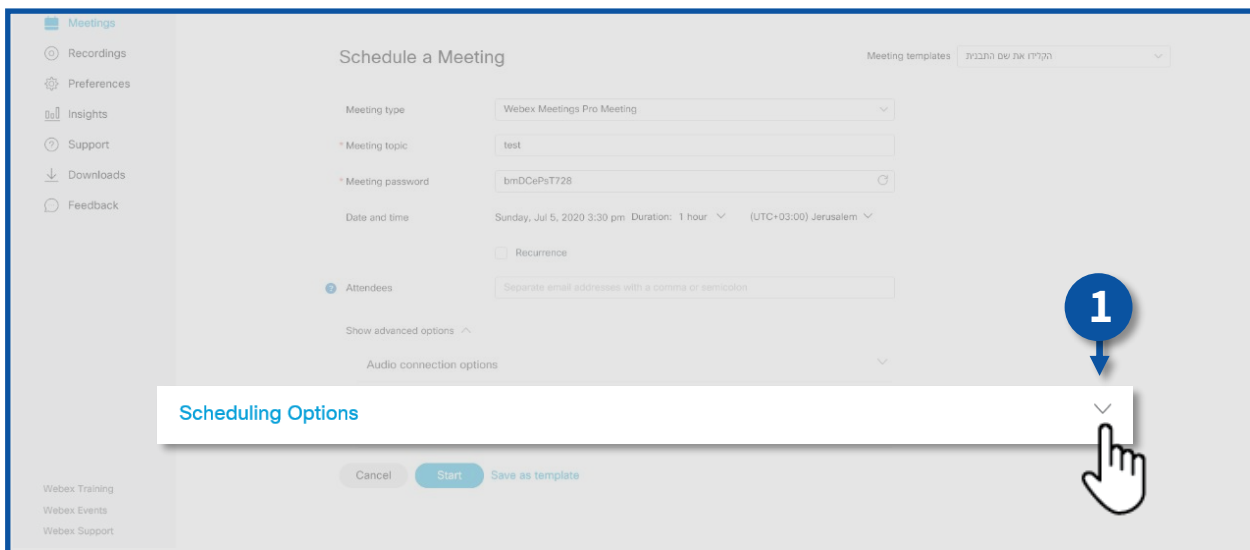 Meetings
Recordings
Preferences
Insights
Support
Downloads
Feedback
Webex Training
Webex Events
Webex Support
Schedule a Meeting
Meeting templates הקלידו את שם התבנית
Meeting type Webex Meetings Pro Meeting
* Meeting topic test
* Meeting password bmDCePsT728
Date and time Sunday, Jul 5, 2020 3:30 pm Duration: 1 hour (UTC+03:00) Jerusalem
Recurrence
? Attendees Separate email addresses with a comma or semicolon
Show advanced options
Audio connection options
1
Scheduling Options
Cancel Start Save as template